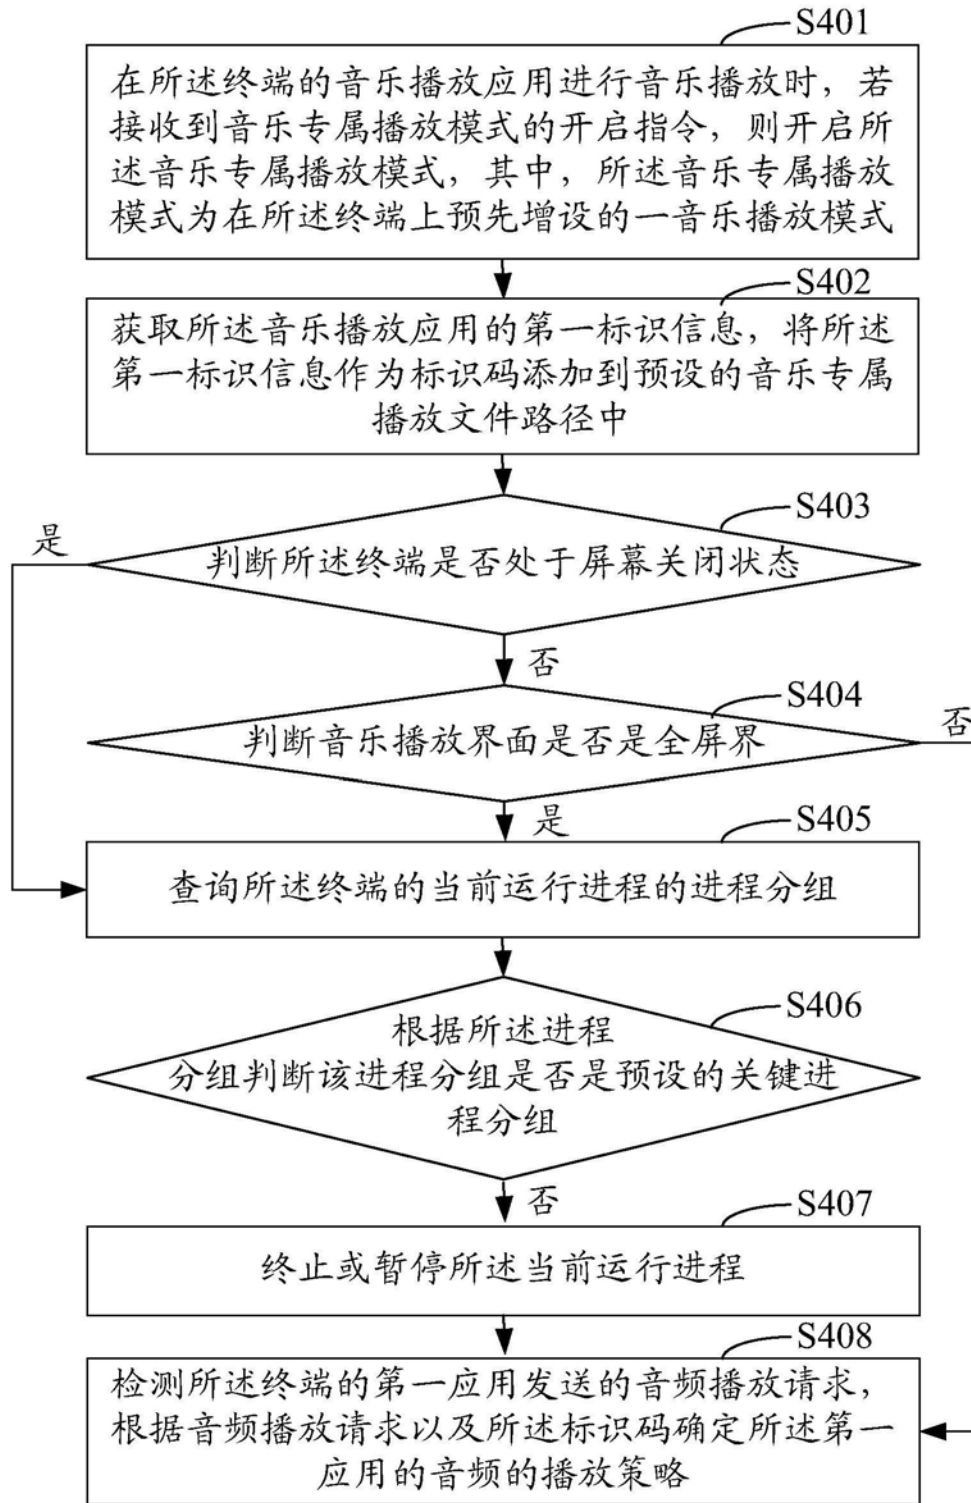 S401
在所述终端的音乐播放应用进行音乐播放时，若
接收到音乐专属播放模式的开启指令，则开启所
述音乐专属播放模式，其中，所述音乐专属播放
模式为在所述终端上预先增设的一音乐播放模式
S402
获取所述音乐播放应用的第一标识信息，将所述
第一标识信息作为标识码添加到预设的音乐专属
播放文件路径中
S403
是
判断所述终端是否处于屏幕关闭状态
否
S404
判断音乐播放界面是否是全屏界
否
是
S405
查询所述终端的当前运行进程的进程分组
S406
根据所述进程
分组判断该进程分组是否是预设的关键进
程分组
否
S407
终止或暂停所述当前运行进程
S408
检测所述终端的第一应用发送的音频播放请求，
根据音频播放请求以及所述标识码确定所述第一
应用的音频的播放策略